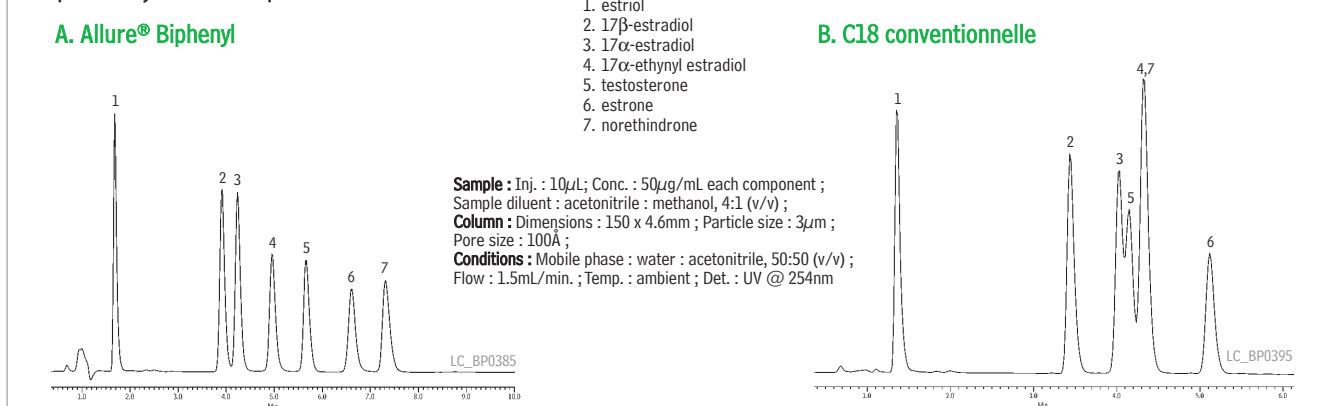 1. estriol
A. Allure® Biphenyl
2. 17β-estradiol
B. C18 conventionnelle
3. 17α-estradiol
4. 17α-ethynyl estradiol
5. testosterone
6. estrone
7. norethindrone
1
2
3
4
5
6
7
Sample : Inj. : 10µL; Conc. : 50µg/mL each component ;
Sample diluent : acetonitrile : methanol, 4:1 (v/v) ;
Column : Dimensions : 150 x 4.6mm ; Particle size : 3µm ;
Pore size : 100Å ;
Conditions : Mobile phase : water : acetonitrile, 50:50 (v/v) ;
Flow : 1.5mL/min. ; Temp. : ambient ; Det. : UV @ 254nm
LC_BP0385
1.0 2.0 3.0 4.0 5.0 6.0 7.0 8.0 9.0 10.0
1
2
3
5
4,7
6
LC_BP0395
1.0 2.0 3.0 4.0 5.0 6.0